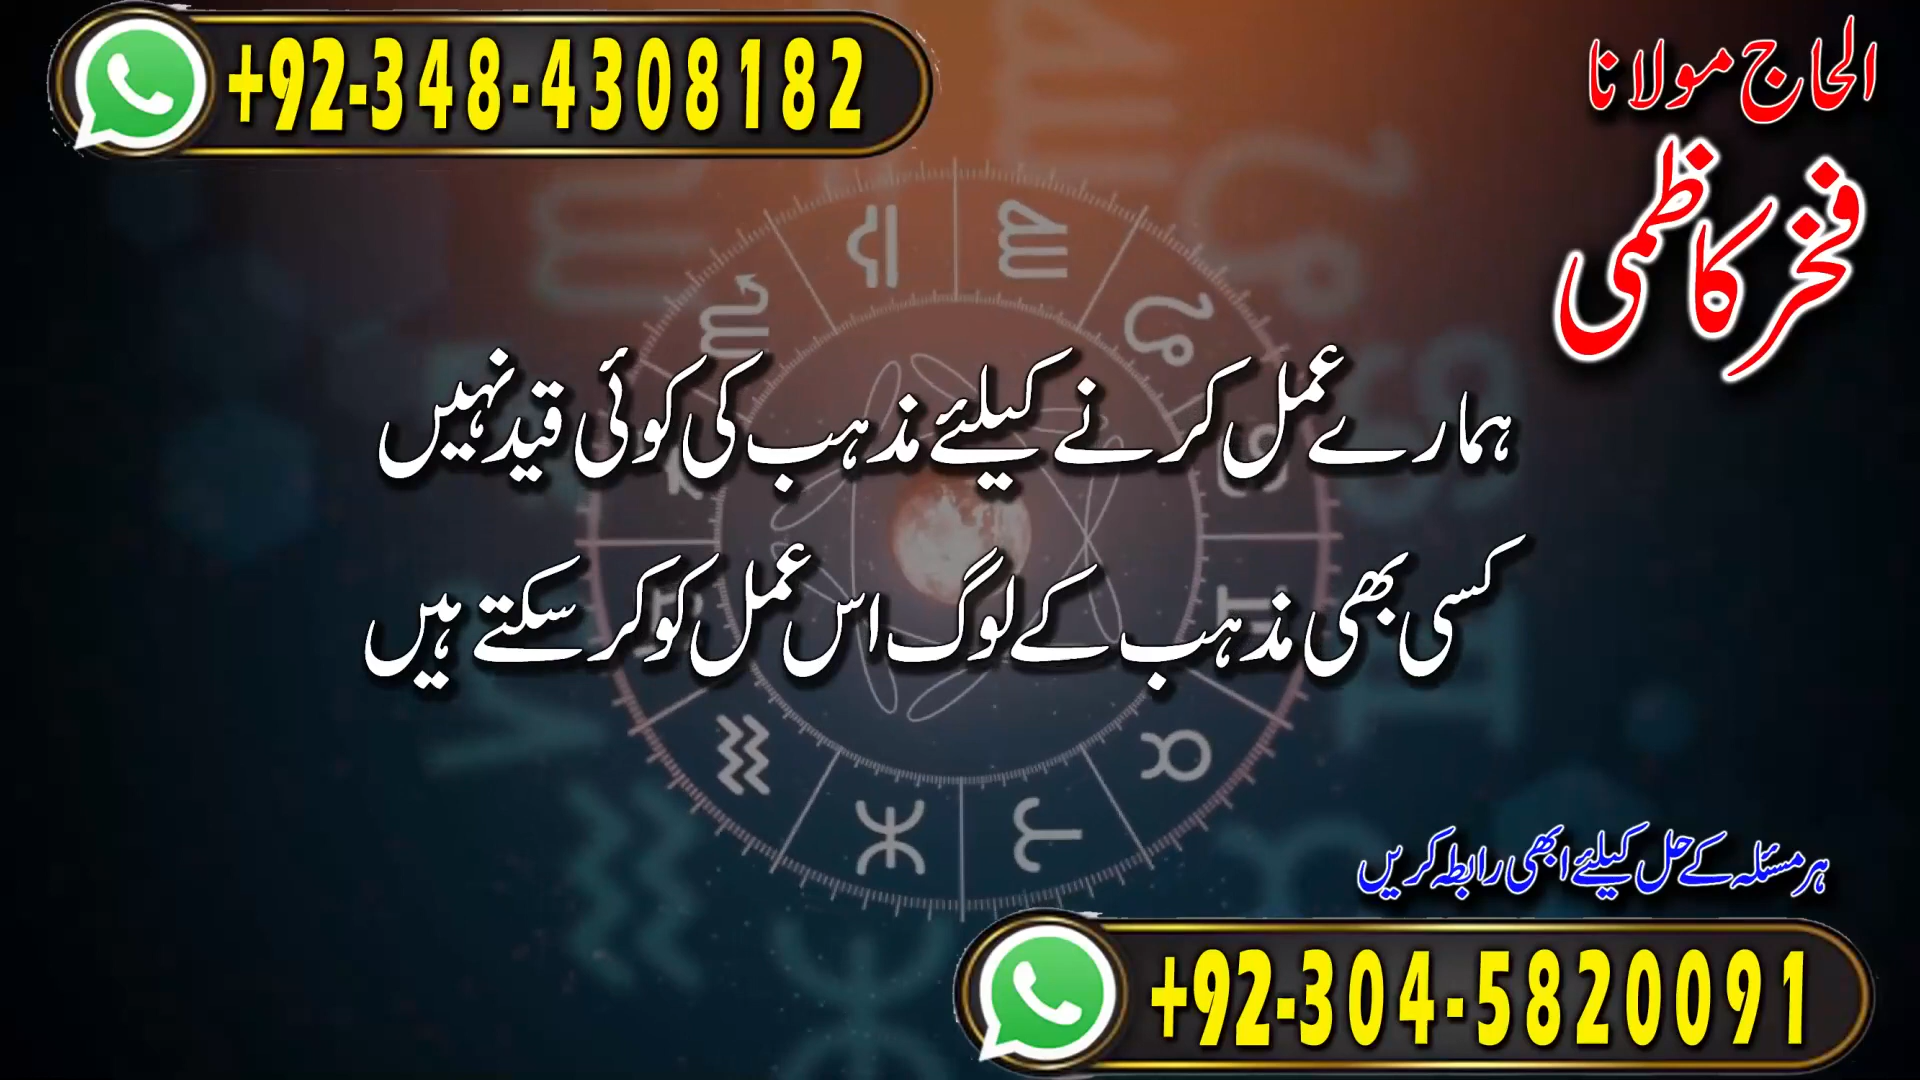 +92-348-4308182
الحاج مولانا
فخر کاظمی
ہمارے عمل کرنے کیلئے مذہب کی کوئی قید نہیں
کسی بھی مذہب کے لوگ اس عمل کو کر سکتے ہیں
ہر مسئلہ کے حل کیلئے ابھی رابطہ کریں
+92-304-5820091